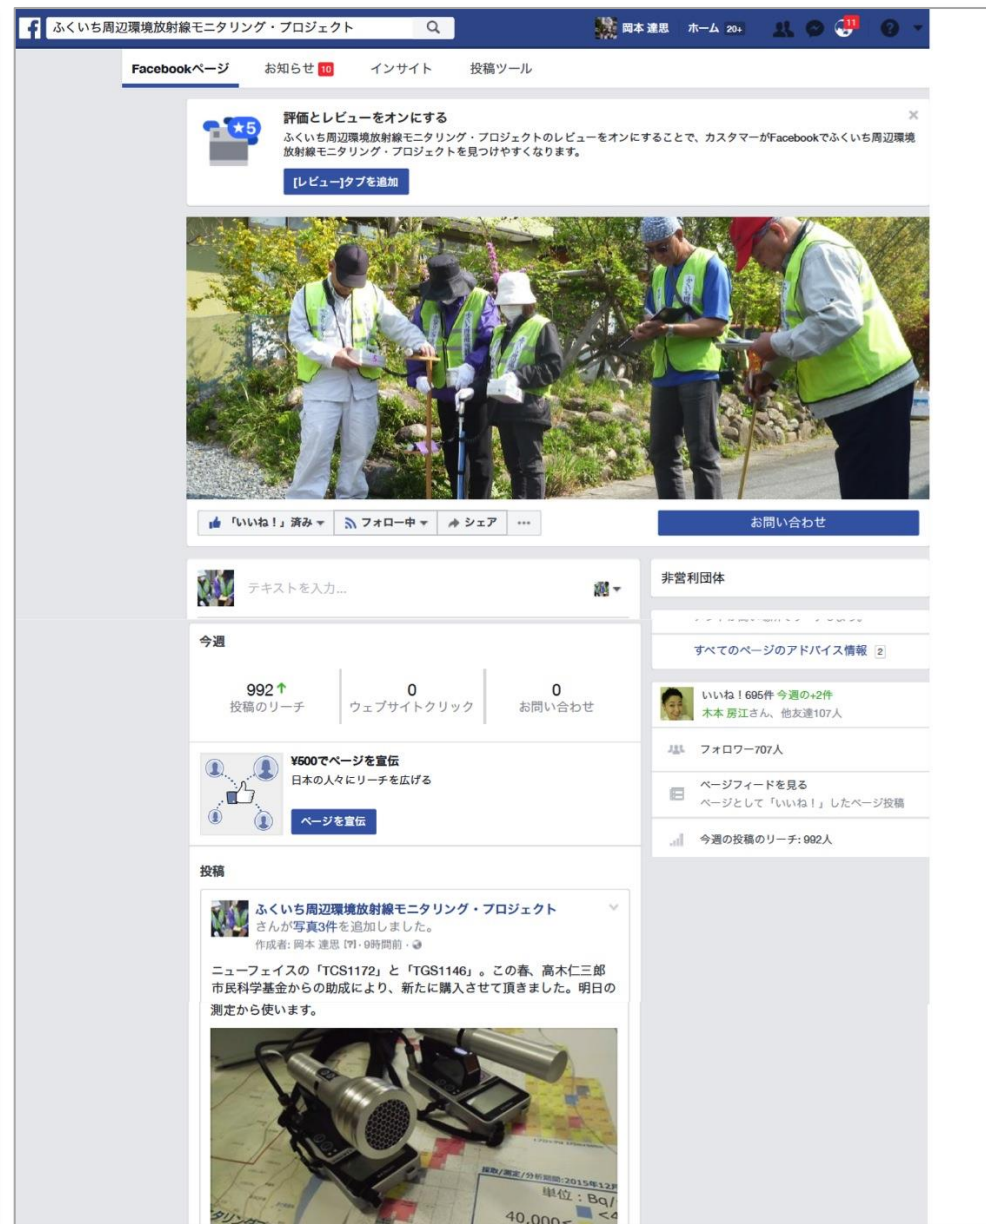 ふくいち周辺環境放射線モニタリング・プロジェクト
岡本 達思 ホーム 20+
11
Facebookページ お知らせ 10 インサイト 投稿ツール
評価とレビューをオンにする
ふくいち周辺環境放射線モニタリング・プロジェクトのレビューをオンにすることで、カスタマーがFacebookでふくいち周辺環境
放射線モニタリング・プロジェクトを見つけやすくなります。
★5
[レビュー]タブを追加
「いいね！」済み フォロー中 シェア ...
お問い合わせ
テキストを入力...
非営利団体
すべてのページのアドバイス情報 2
今週
992 0 0
投稿のリーチ ウェブサイトクリック お問い合わせ
いいね！695件 今週の+2件
木本 房江さん、他友達107人
フォロワー707人
ページフィードを見る
ページとして「いいね！」したページ投稿
今週の投稿のリーチ: 992人
¥500でページを宣伝
日本の人々にリーチを広げる
ページを宣伝
投稿
ふくいち周辺環境放射線モニタリング・プロジェクト
さんが写真3件を追加しました。
作成者: 岡本 達思 [?]・9時間前・
ニューフェイスの「TCS1172」と「TGS1146」。この春、高木仁三郎
市民科学基金からの助成により、新たに購入させて頂きました。明日の
測定から使います。
採取/測定/分析期間:2015年12月
単位：Bq/
40,000<